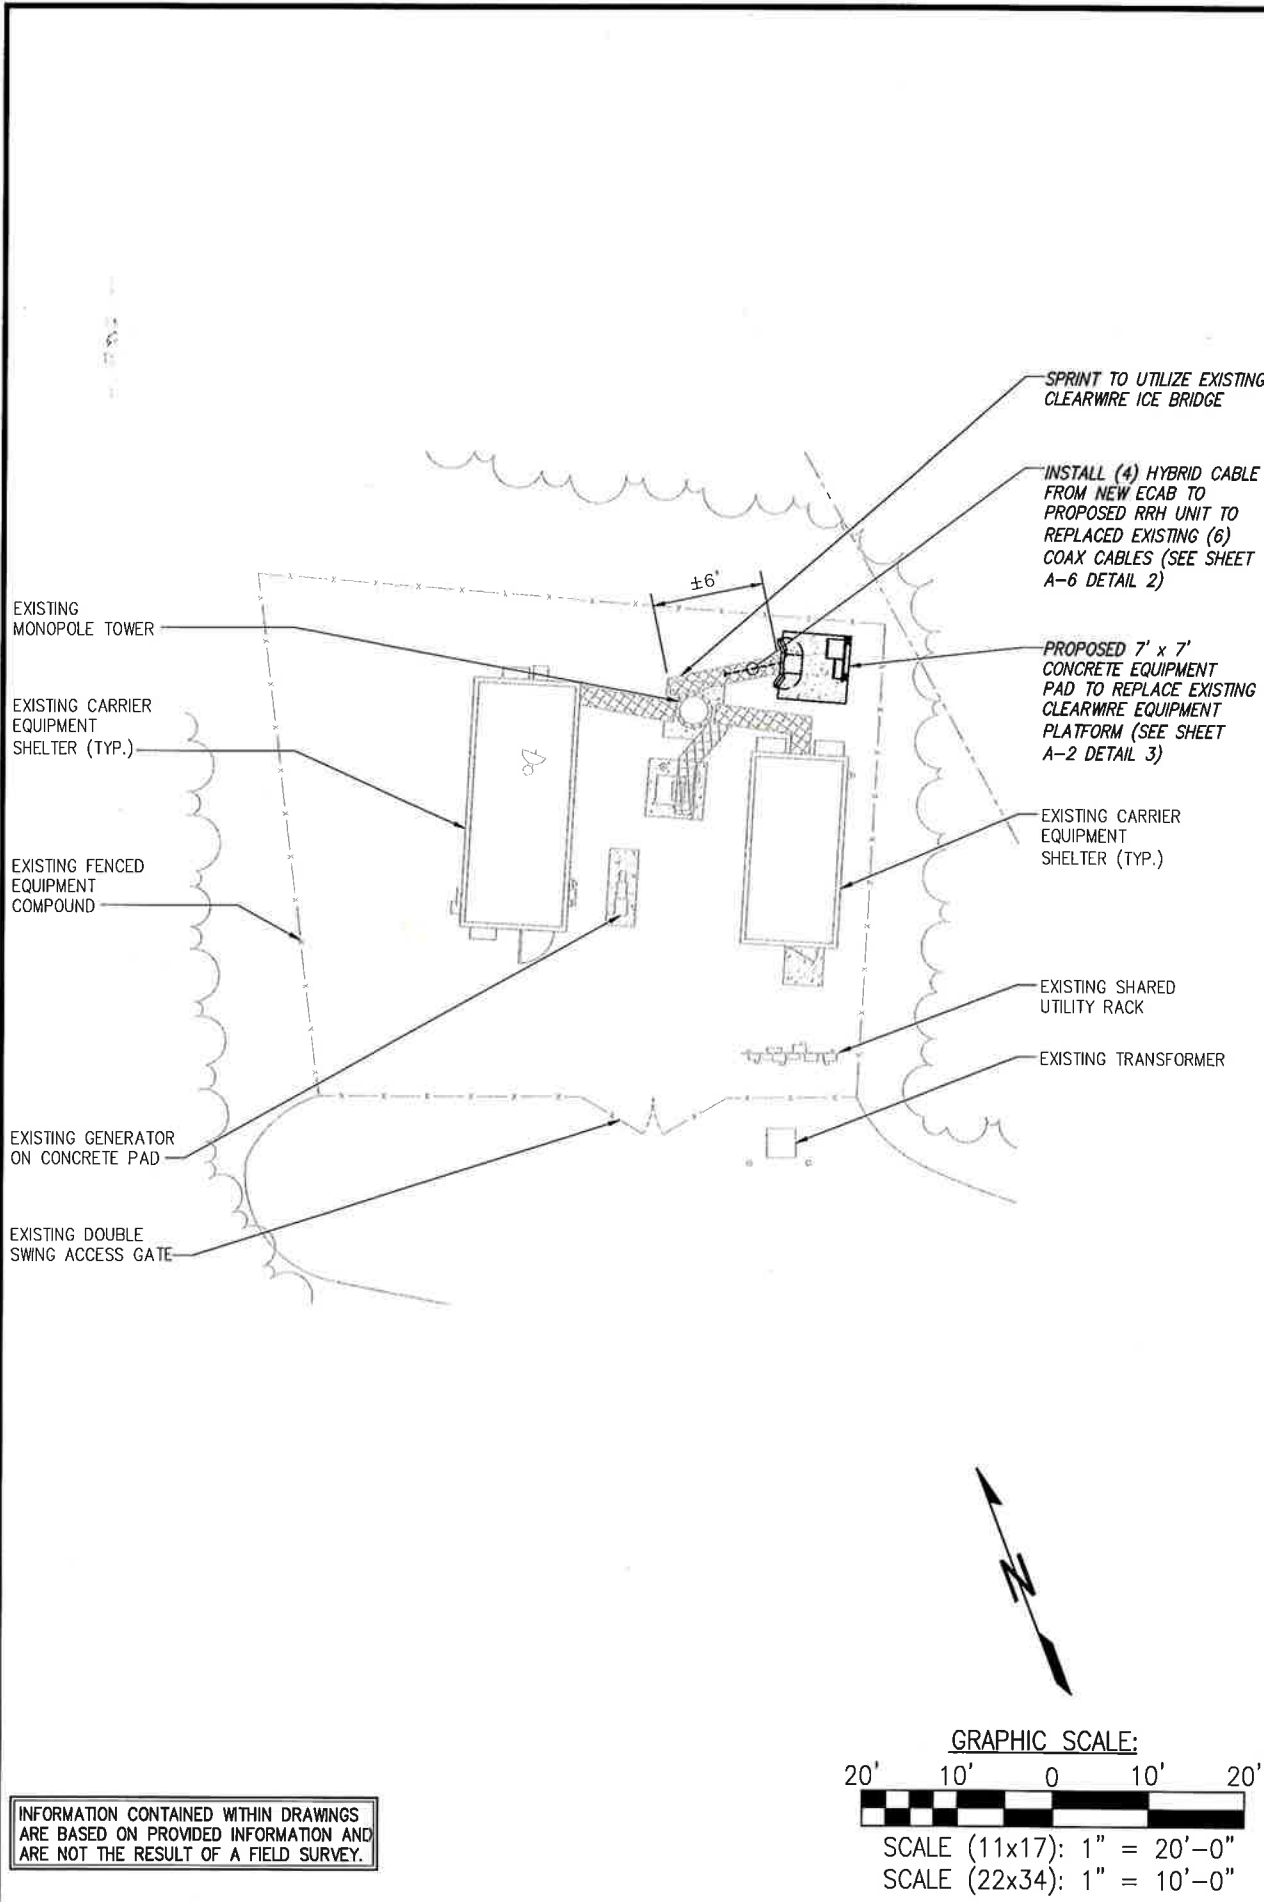 SPRINT TO UTILIZE EXISTING
CLEARWIRE ICE BRIDGE
INSTALL (4) HYBRID CABLE
FROM NEW ECAB TO
PROPOSED RRH UNIT TO
REPLACED EXISTING (6)
COAX CABLES (SEE SHEET
A-6 DETAIL 2)
±6'
EXISTING
MONOPOLE TOWER
PROPOSED 7' x 7'
CONCRETE EQUIPMENT
PAD TO REPLACE EXISTING
CLEARWIRE EQUIPMENT
PLATFORM (SEE SHEET
A-2 DETAIL 3)
EXISTING CARRIER
EQUIPMENT
SHELTER (TYP.)
EXISTING CARRIER
EQUIPMENT
SHELTER (TYP.)
EXISTING FENCED
EQUIPMENT
COMPOUND
EXISTING SHARED
UTILITY RACK
EXISTING TRANSFORMER
EXISTING GENERATOR
ON CONCRETE PAD
EXISTING DOUBLE
SWING ACCESS GATE
N
GRAPHIC SCALE:
20' 10' 0 10' 20'
SCALE (11x17): 1" = 20'-0"
SCALE (22x34): 1" = 10'-0"
INFORMATION CONTAINED WITHIN DRAWINGS
ARE BASED ON PROVIDED INFORMATION AND
ARE NOT THE RESULT OF A FIELD SURVEY.